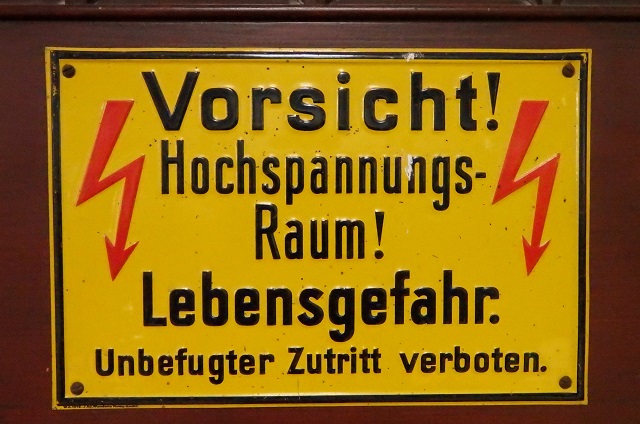 Vorsicht!
Hochspannungs-
Raum!
Lebensgefahr.
Unbefugter Zutritt verboten.